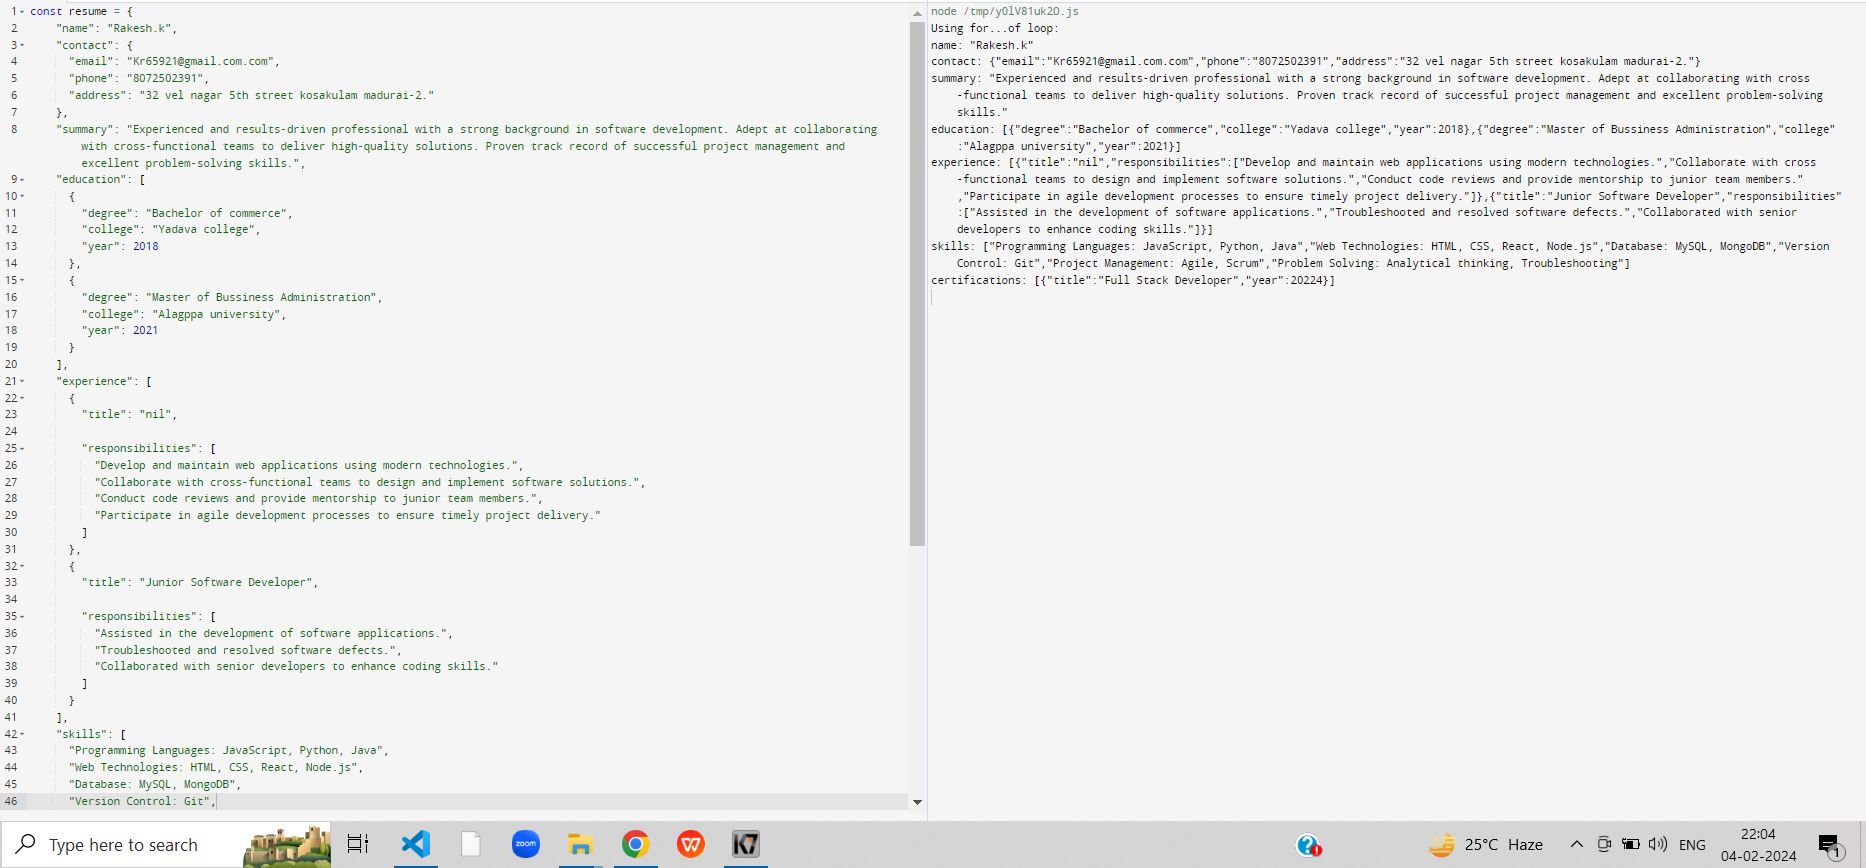 1 const resume = {
2 "name": "Rakesh.k",
3 "contact": {
4 "email": "Kr65921@gmail.com.com",
5 "phone": "8072502391",
6 "address": "32 vel nagar 5th street kosakulam madurai-2."
7 },
8 "summary": "Experienced and results-driven professional with a strong background in software development. Adept at collaborating
with cross-functional teams to deliver high-quality solutions. Proven track record of successful project management and
excellent problem-solving skills.",
9 "education": [
10 {
11 "degree": "Bachelor of commerce",
12 "college": "Yadava college",
13 "year": 2018
14 },
15 {
16 "degree": "Master of Bussiness Administration",
17 "college": "Alagppa university",
18 "year": 2021
19 }
20 ],
21 "experience": [
22 {
23 "title": "nil",
24
25 "responsibilities": [
26 "Develop and maintain web applications using modern technologies.",
27 "Collaborate with cross-functional teams to design and implement software solutions.",
28 "Conduct code reviews and provide mentorship to junior team members.",
29 "Participate in agile development processes to ensure timely project delivery."
30 ]
31 },
32 {
33 "title": "Junior Software Developer",
34
35 "responsibilities": [
36 "Assisted in the development of software applications.",
37 "Troubleshooted and resolved software defects.",
38 "Collaborated with senior developers to enhance coding skills."
39 ]
40 }
41 ],
42 "skills": [
43 "Programming Languages: JavaScript, Python, Java",
44 "Web Technologies: HTML, CSS, React, Node.js",
45 "Database: MySQL, MongoDB",
46 "Version Control: Git",
node /tmp/y0lV81uk2O.js
Using for...of loop:
name: "Rakesh.k"
contact: {"email":"Kr65921@gmail.com.com","phone":"8072502391","address":"32 vel nagar 5th street kosakulam madurai-2."}
summary: "Experienced and results-driven professional with a strong background in software development. Adept at collaborating with cross
-functional teams to deliver high-quality solutions. Proven track record of successful project management and excellent problem-solving
skills."
education: [{"degree":"Bachelor of commerce","college":"Yadava college","year":2018},{"degree":"Master of Bussiness Administration","college"
:"Alagppa university","year":2021}]
experience: [{"title":"nil","responsibilities":["Develop and maintain web applications using modern technologies.","Collaborate with cross
-functional teams to design and implement software solutions.","Conduct code reviews and provide mentorship to junior team members."
,"Participate in agile development processes to ensure timely project delivery."]},{"title":"Junior Software Developer","responsibilities"
:["Assisted in the development of software applications.","Troubleshooted and resolved software defects.","Collaborated with senior
developers to enhance coding skills."]}]
skills: ["Programming Languages: JavaScript, Python, Java","Web Technologies: HTML, CSS, React, Node.js","Database: MySQL, MongoDB","Version
Control: Git","Project Management: Agile, Scrum","Problem Solving: Analytical thinking, Troubleshooting"]
certifications: [{"title":"Full Stack Developer","year":20224}]
Type here to search
zoom
W
K7
?
!
25°C Haze
ENG
22:04
04-02-2024
1